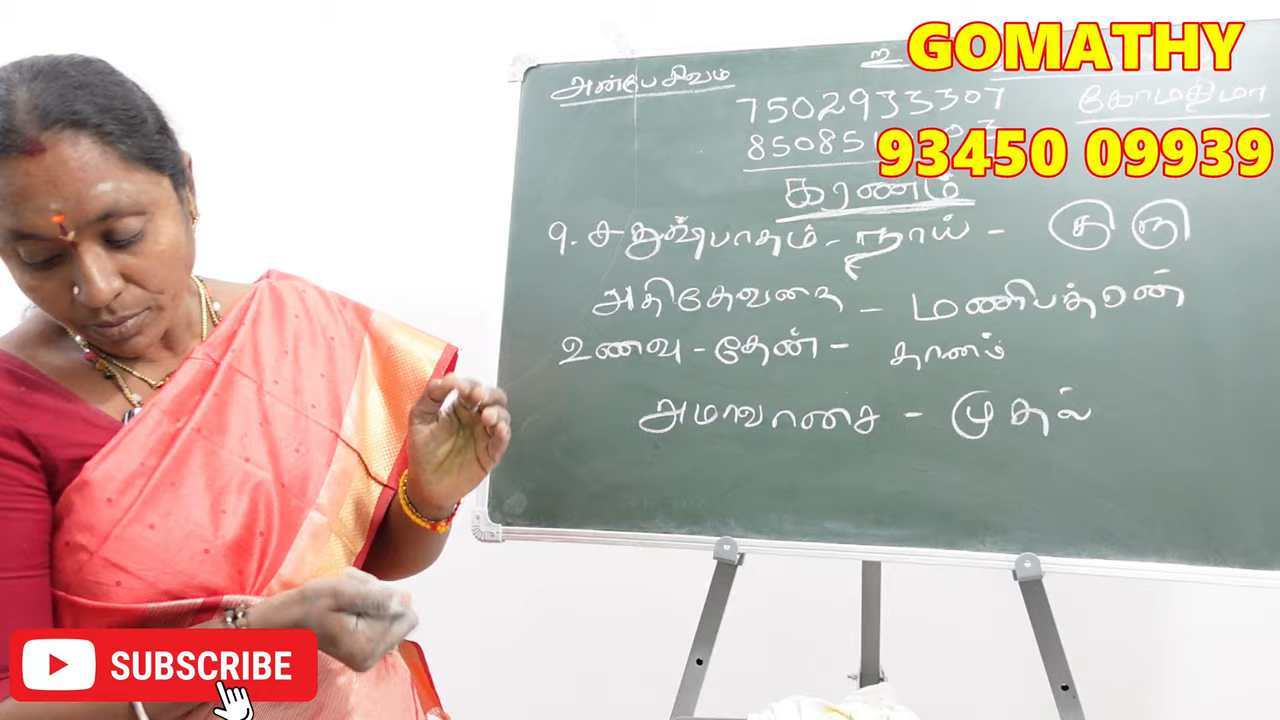 GOMATHY
அன்பே சிவம்
உ
7502933307
கோமதிமா
93450 09939
கரணம்
9. சதுஷ்பாதம் - நாய் - குரு
அதிதேவதை - மணிபத்ரன்
உணவு - தேன் - தானம்
அமாவாசை - முதல்
SUBSCRIBE